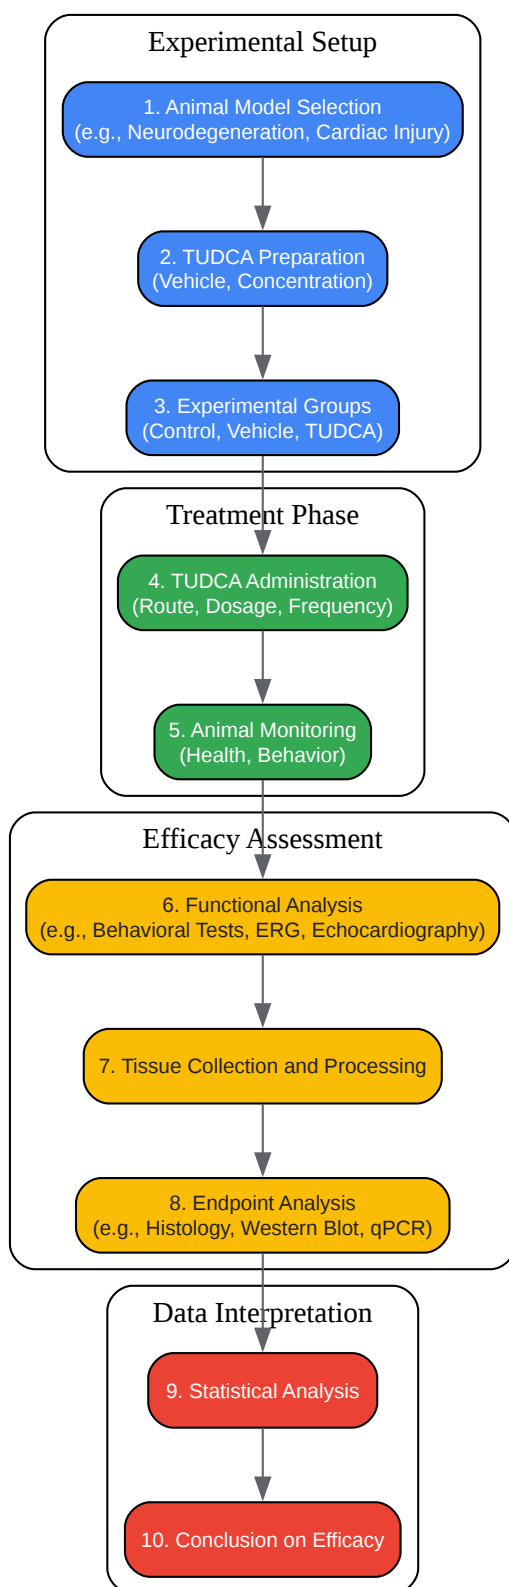 Experimental Setup
1. Animal Model Selection
(e.g., Neurodegeneration, Cardiac Injury)
2. TUDCA Preparation
(Vehicle, Concentration)
3. Experimental Groups
(Control, Vehicle, TUDCA)
Treatment Phase
4. TUDCA Administration
(Route, Dosage, Frequency)
5. Animal Monitoring
(Health, Behavior)
Efficacy Assessment
6. Functional Analysis
(e.g., Behavioral Tests, ERG, Echocardiography)
7. Tissue Collection and Processing
8. Endpoint Analysis
(e.g., Histology, Western Blot, qPCR)
Data Interpretation
9. Statistical Analysis
10. Conclusion on Efficacy